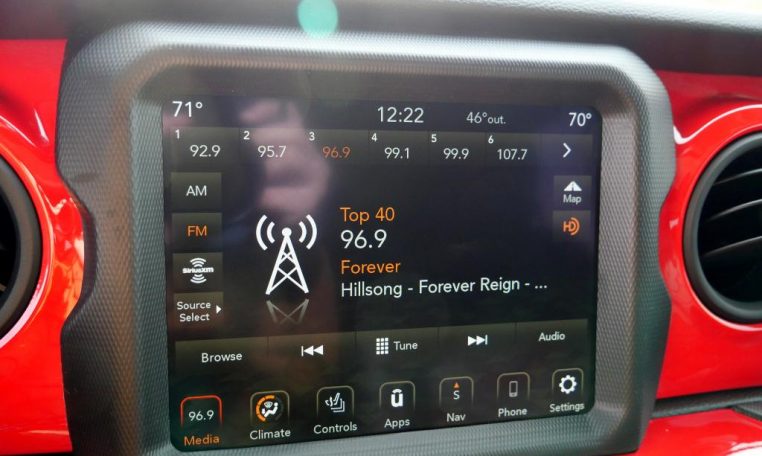 71° 12:22 46°out. 70°
1 92.9 2 95.7 3 96.9 4 99.1 5 99.9 6 107.7
AM
Map
FM
HD
SiriusXM
Source
Select
Top 40
96.9
Forever
Hillsong - Forever Reign - ...
Browse Tune Audio
96.9 û S
Media Climate Controls Apps Nav Phone Settings